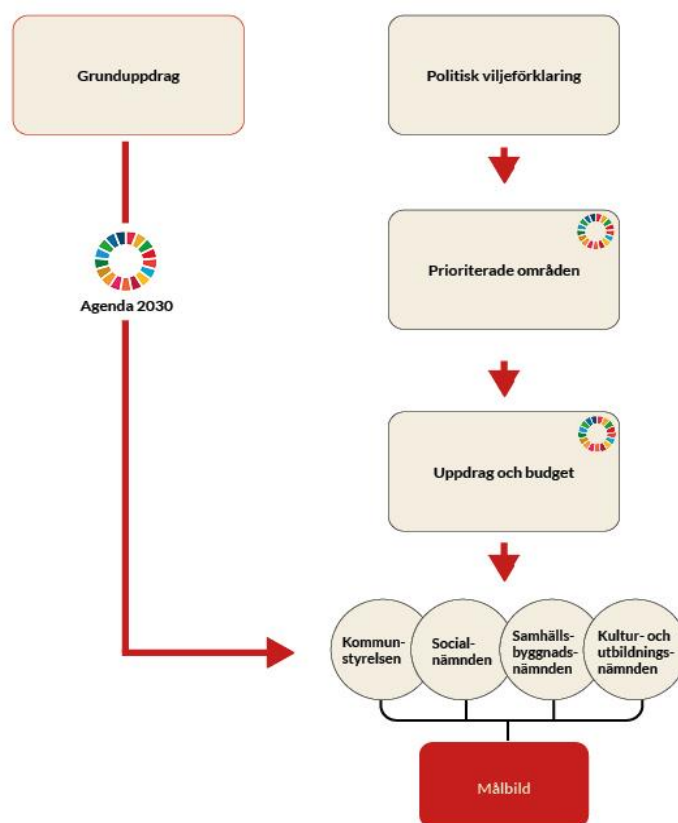 Grunduppdrag
Politisk viljeförklaring
Prioriterade områden
Agenda 2030
Uppdrag och budget
Kommun-
styrelsen
Social-
nämnden
Samhälls-
byggnads-
nämnden
Kultur- och
utbildnings-
nämnden
Målbild